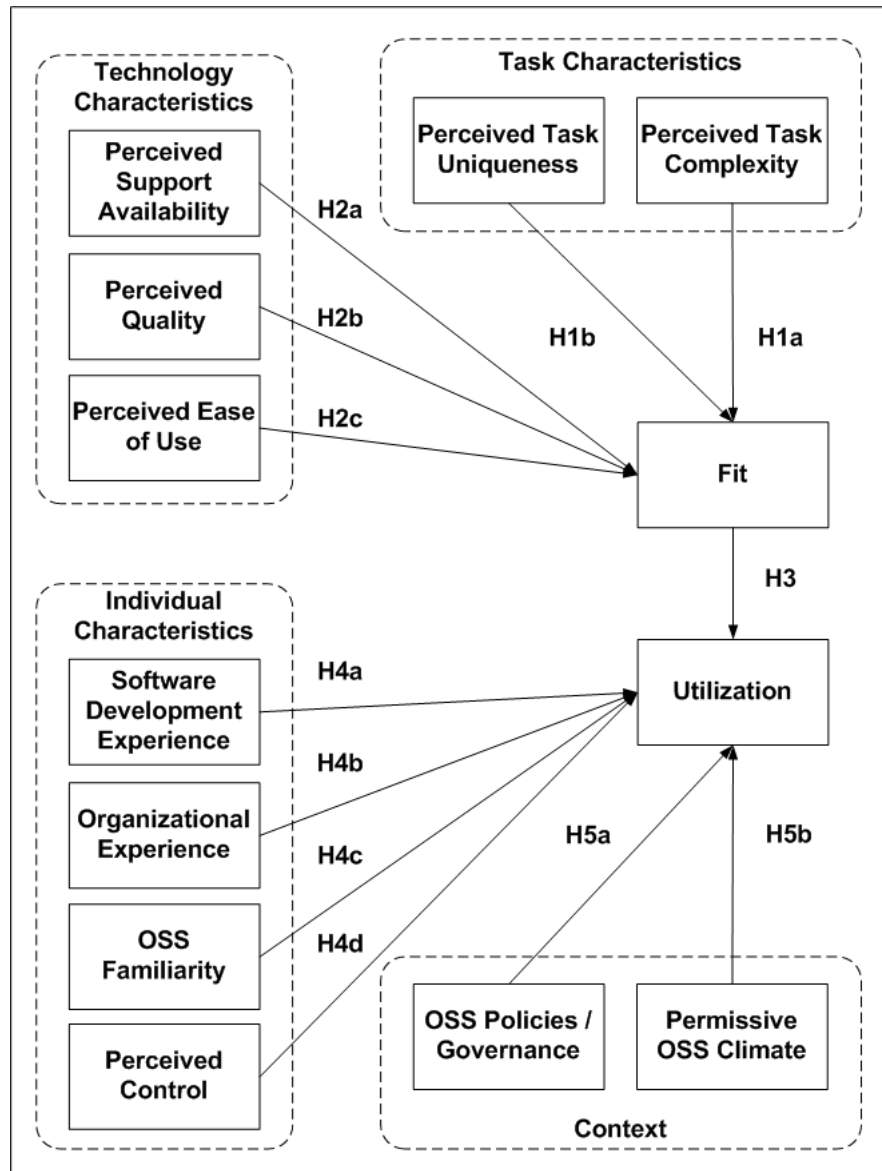 Technology
Characteristics
Perceived
Support
Availability
Perceived
Quality
Perceived Ease
of Use
H2a
H2b
H2c
Task Characteristics
Perceived Task
Uniqueness
Perceived Task
Complexity
H1b
H1a
Fit
H3
Utilization
Individual
Characteristics
Software
Development
Experience
Organizational
Experience
OSS
Familiarity
Perceived
Control
H4a
H4b
H4c
H4d
H5a
H5b
OSS Policies /
Governance
Permissive
OSS Climate
Context